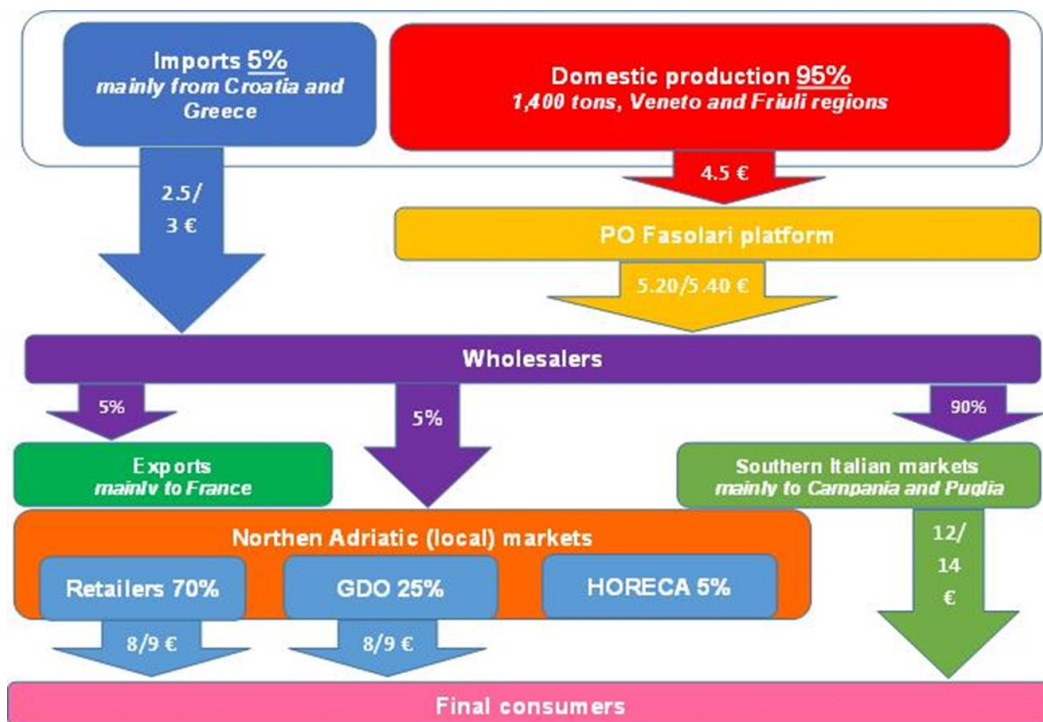 Imports 5%
mainly from Croatia and
Greece
Domestic production 95%
1,400 tons, Veneto and Friuli regions
2.5/
3 €
4.5 €
PO Fasolari platform
5.20/5.40 €
Wholesalers
5%
5%
90%
Exports
mainly to France
Southern Italian markets
mainly to Campania and Puglia
Northen Adriatic (local) markets
Retailers 70%
GDO 25%
HORECA 5%
12/
14
€
8/9 €
8/9 €
Final consumers